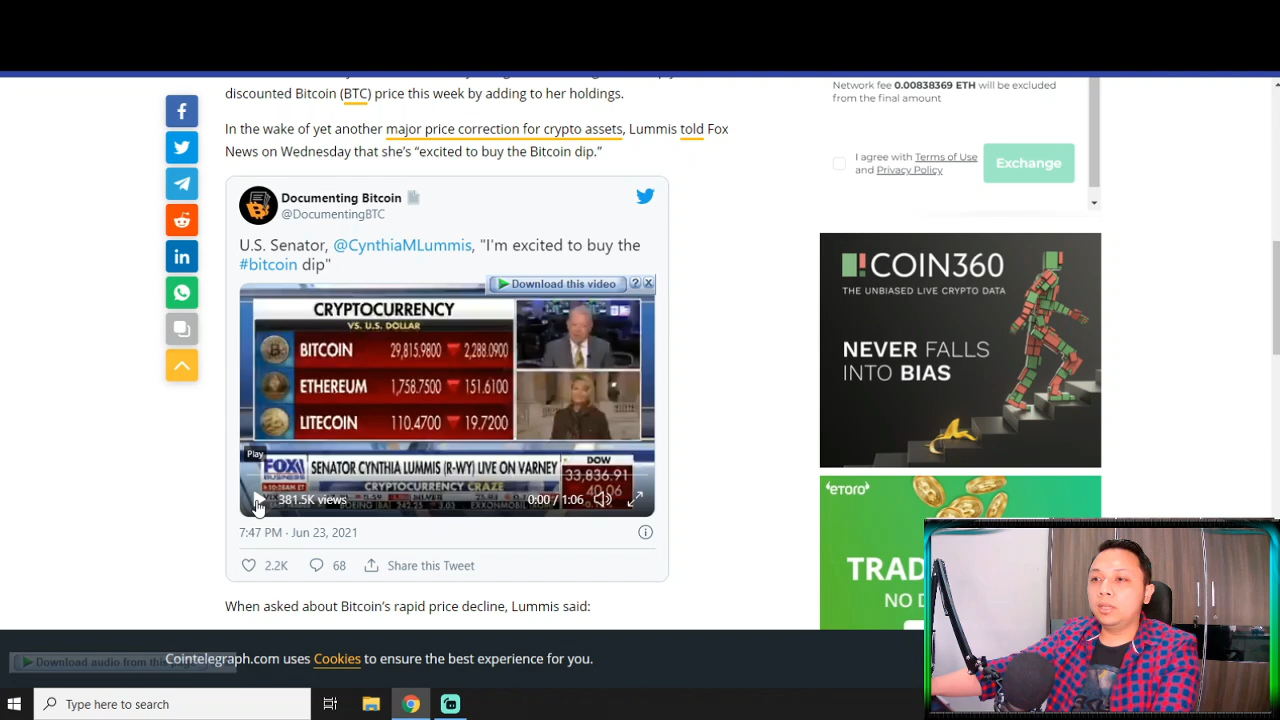 discounted Bitcoin (BTC) price this week by adding to her holdings.
In the wake of yet another major price correction for crypto assets, Lummis told Fox
News on Wednesday that she's “excited to buy the Bitcoin dip.”
Documenting Bitcoin
@DocumentingBTC
U.S. Senator, @CynthiaMLummis, "I'm excited to buy the
#bitcoin dip"
Download this video
? X
CRYPTOCURRENCY
VS. U.S. DOLLAR
BITCOIN 29,815.9800 2,288.0900
ETHEREUM 1,758.7500 151.6100
LITECOIN 110.4700 19.7200
Play
FOX
BUSINESS
SENATOR CYNTHIA LUMMIS (R-WY) LIVE ON VARNEY
CRYPTOCURRENCY CRAZE
DOW
33,836.91
40.06
381.5K views
0:00 / 1:06
7:47 PM · Jun 23, 2021
2.2K 68 Share this Tweet
When asked about Bitcoin's rapid price decline, Lummis said:
Network fee 0.00838369 ETH will be excluded
from the final amount
I agree with Terms of Use
and Privacy Policy
Exchange
COIN360
THE UNBIASED LIVE CRYPTO DATA
NEVER FALLS
INTO BIAS
etoro
NO
Download audio from this
Cointelegraph.com uses Cookies to ensure the best experience for you.
Type here to search